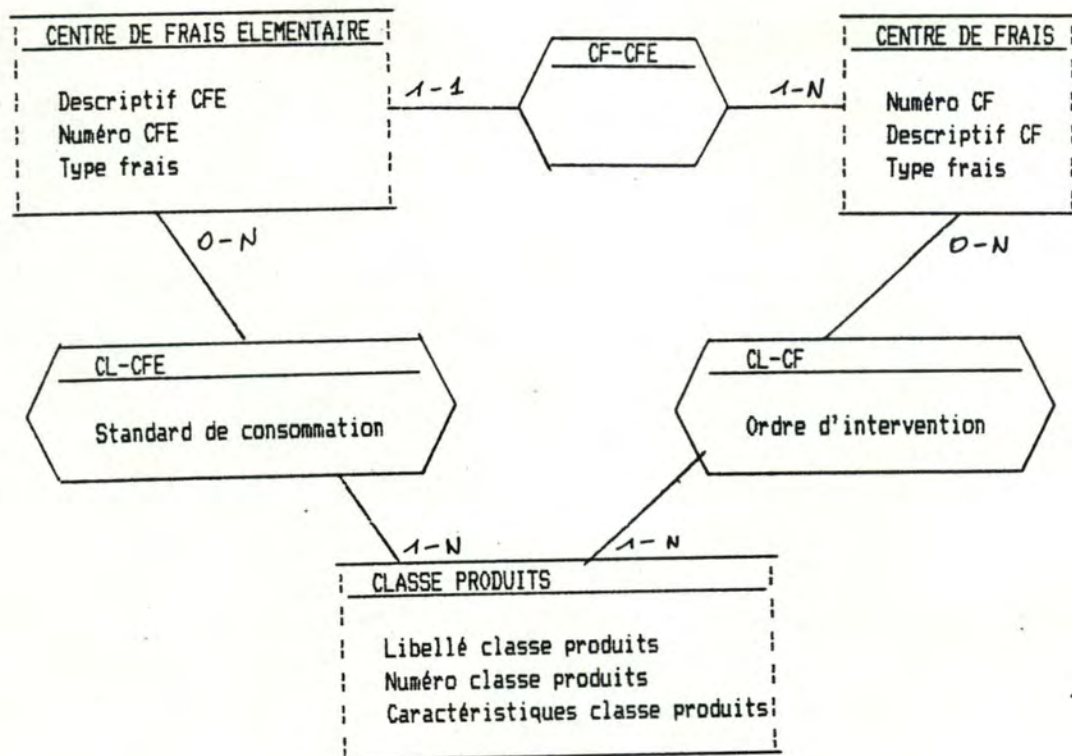 CENTRE DE FRAIS ELEMENTAIRE
Descriptif CFE
Numéro CFE
Type frais
1-1
CF-CFE
1-N
CENTRE DE FRAIS
Numéro CF
Descriptif CF
Type frais
0-N
0-N
CL-CFE
Standard de consommation
CL-CF
Ordre d'intervention
1-N
1-N
CLASSE PRODUITS
Libellé classe produits
Numéro classe produits
Caractéristiques classe produits